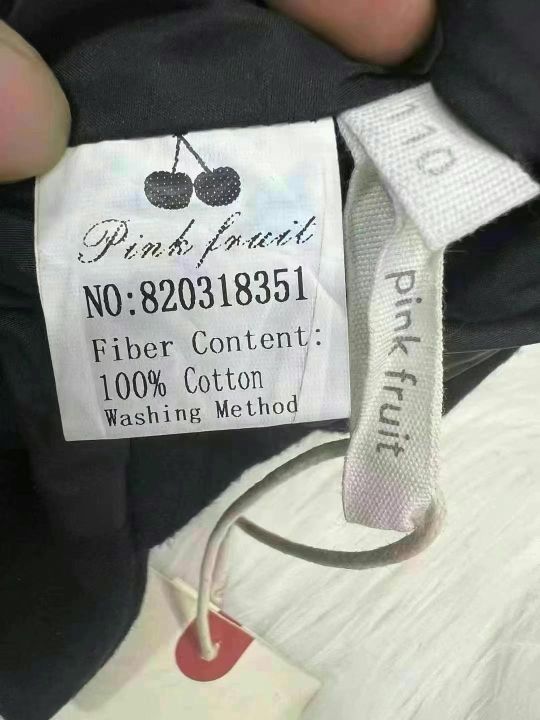 Pink fruit
NO:820318351
Fiber Content:
100% Cotton
Washing Method
110
pink fruit